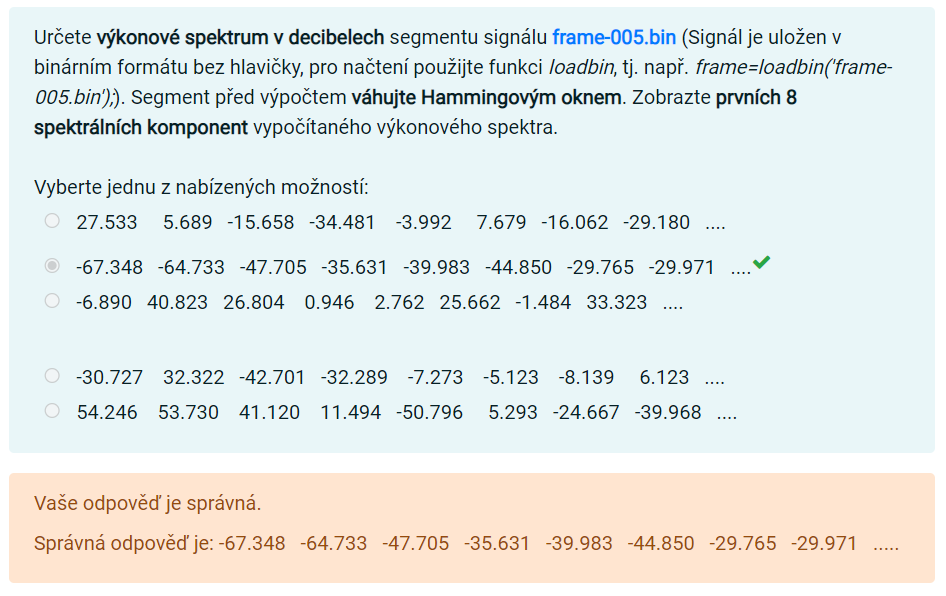 Určete výkonové spektrum v decibelech segmentu signálu frame-005.bin (Signál je uložen v
binárním formátu bez hlavičky, pro načtení použijte funkci loadbin, tj. např. frame=loadbin('frame-
005.bin');). Segment před výpočtem váhujte Hammingovým oknem. Zobrazte prvních 8
spektrálních komponent vypočítaného výkonového spektra.
Vyberte jednu z nabízených možností:
27.533 5.689 -15.658 -34.481 -3.992 7.679 -16.062 -29.180 ....
-67.348 -64.733 -47.705 -35.631 -39.983 -44.850 -29.765 -29.971 ....
-6.890 40.823 26.804 0.946 2.762 25.662 -1.484 33.323 ....
-30.727 32.322 -42.701 -32.289 -7.273 -5.123 -8.139 6.123 ....
54.246 53.730 41.120 11.494 -50.796 5.293 -24.667 -39.968 ....
Vaše odpověď je správná.
Správná odpověď je: -67.348 -64.733 -47.705 -35.631 -39.983 -44.850 -29.765 -29.971 .....